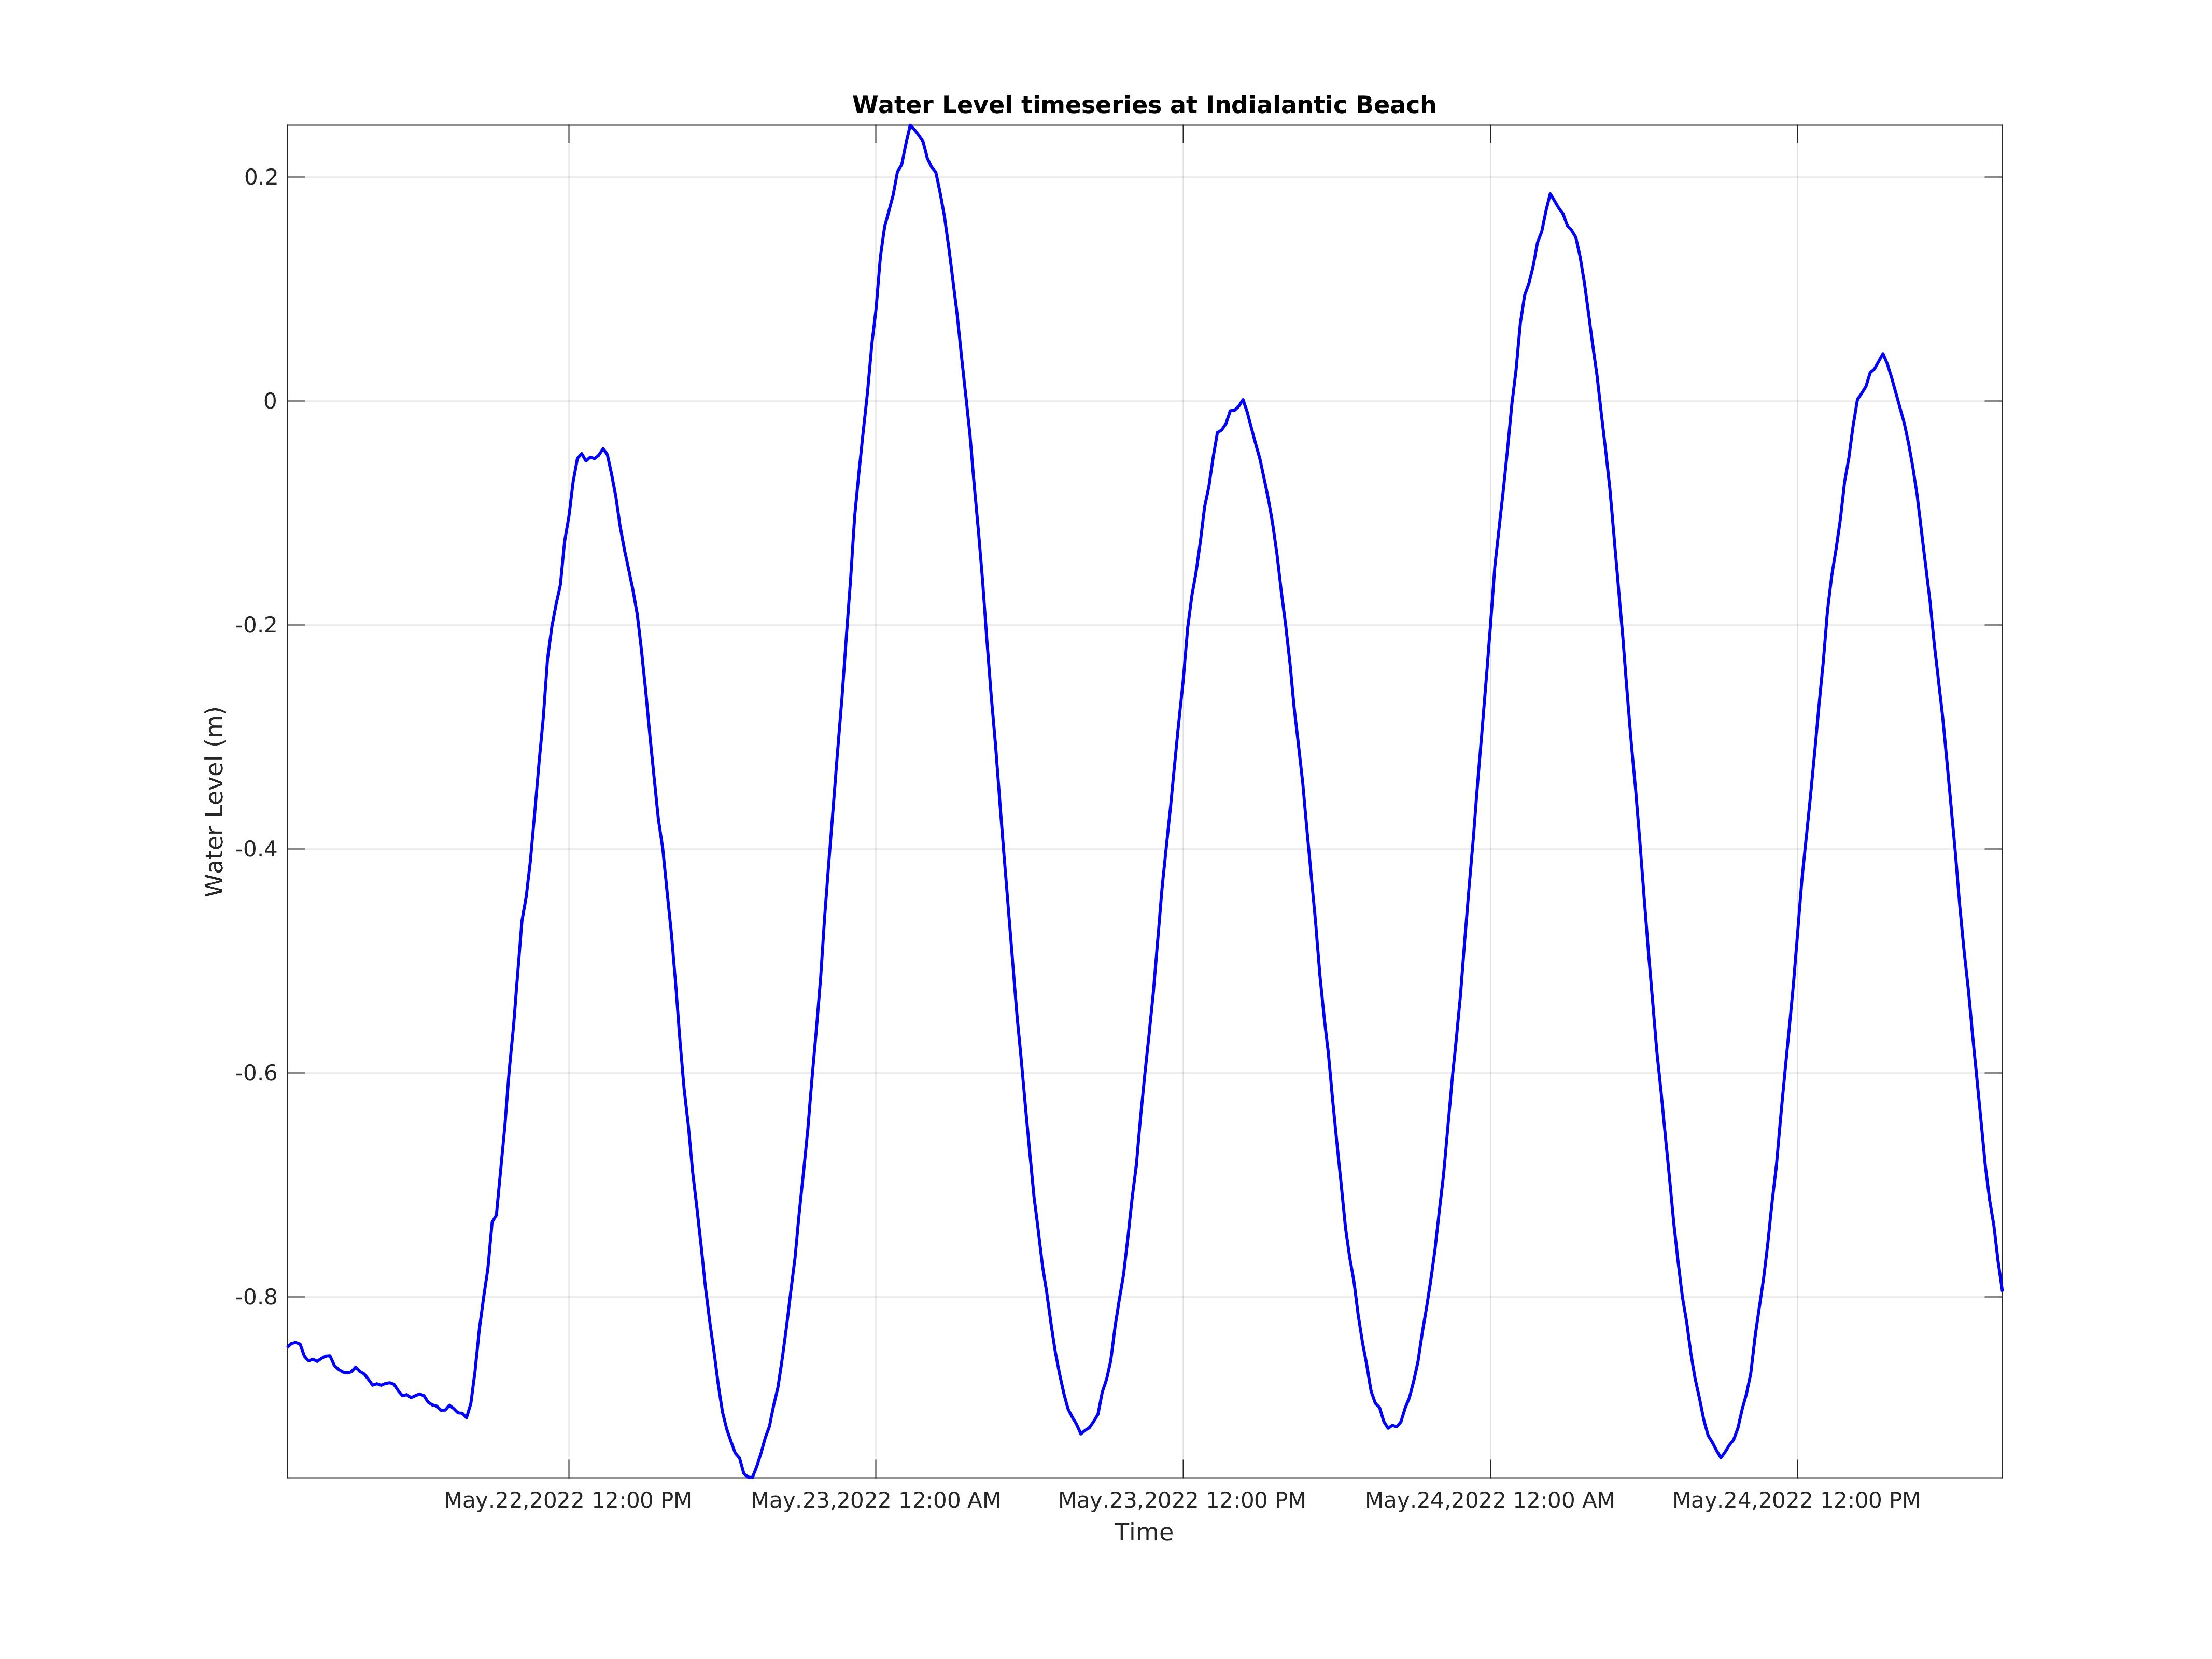 Water Level timeseries at Indialantic Beach
0.2
0
-0.2
-0.4
-0.6
-0.8
Water Level (m)
May.22,2022 12:00 PM
May.23,2022 12:00 AM
May.23,2022 12:00 PM
May.24,2022 12:00 AM
May.24,2022 12:00 PM
Time